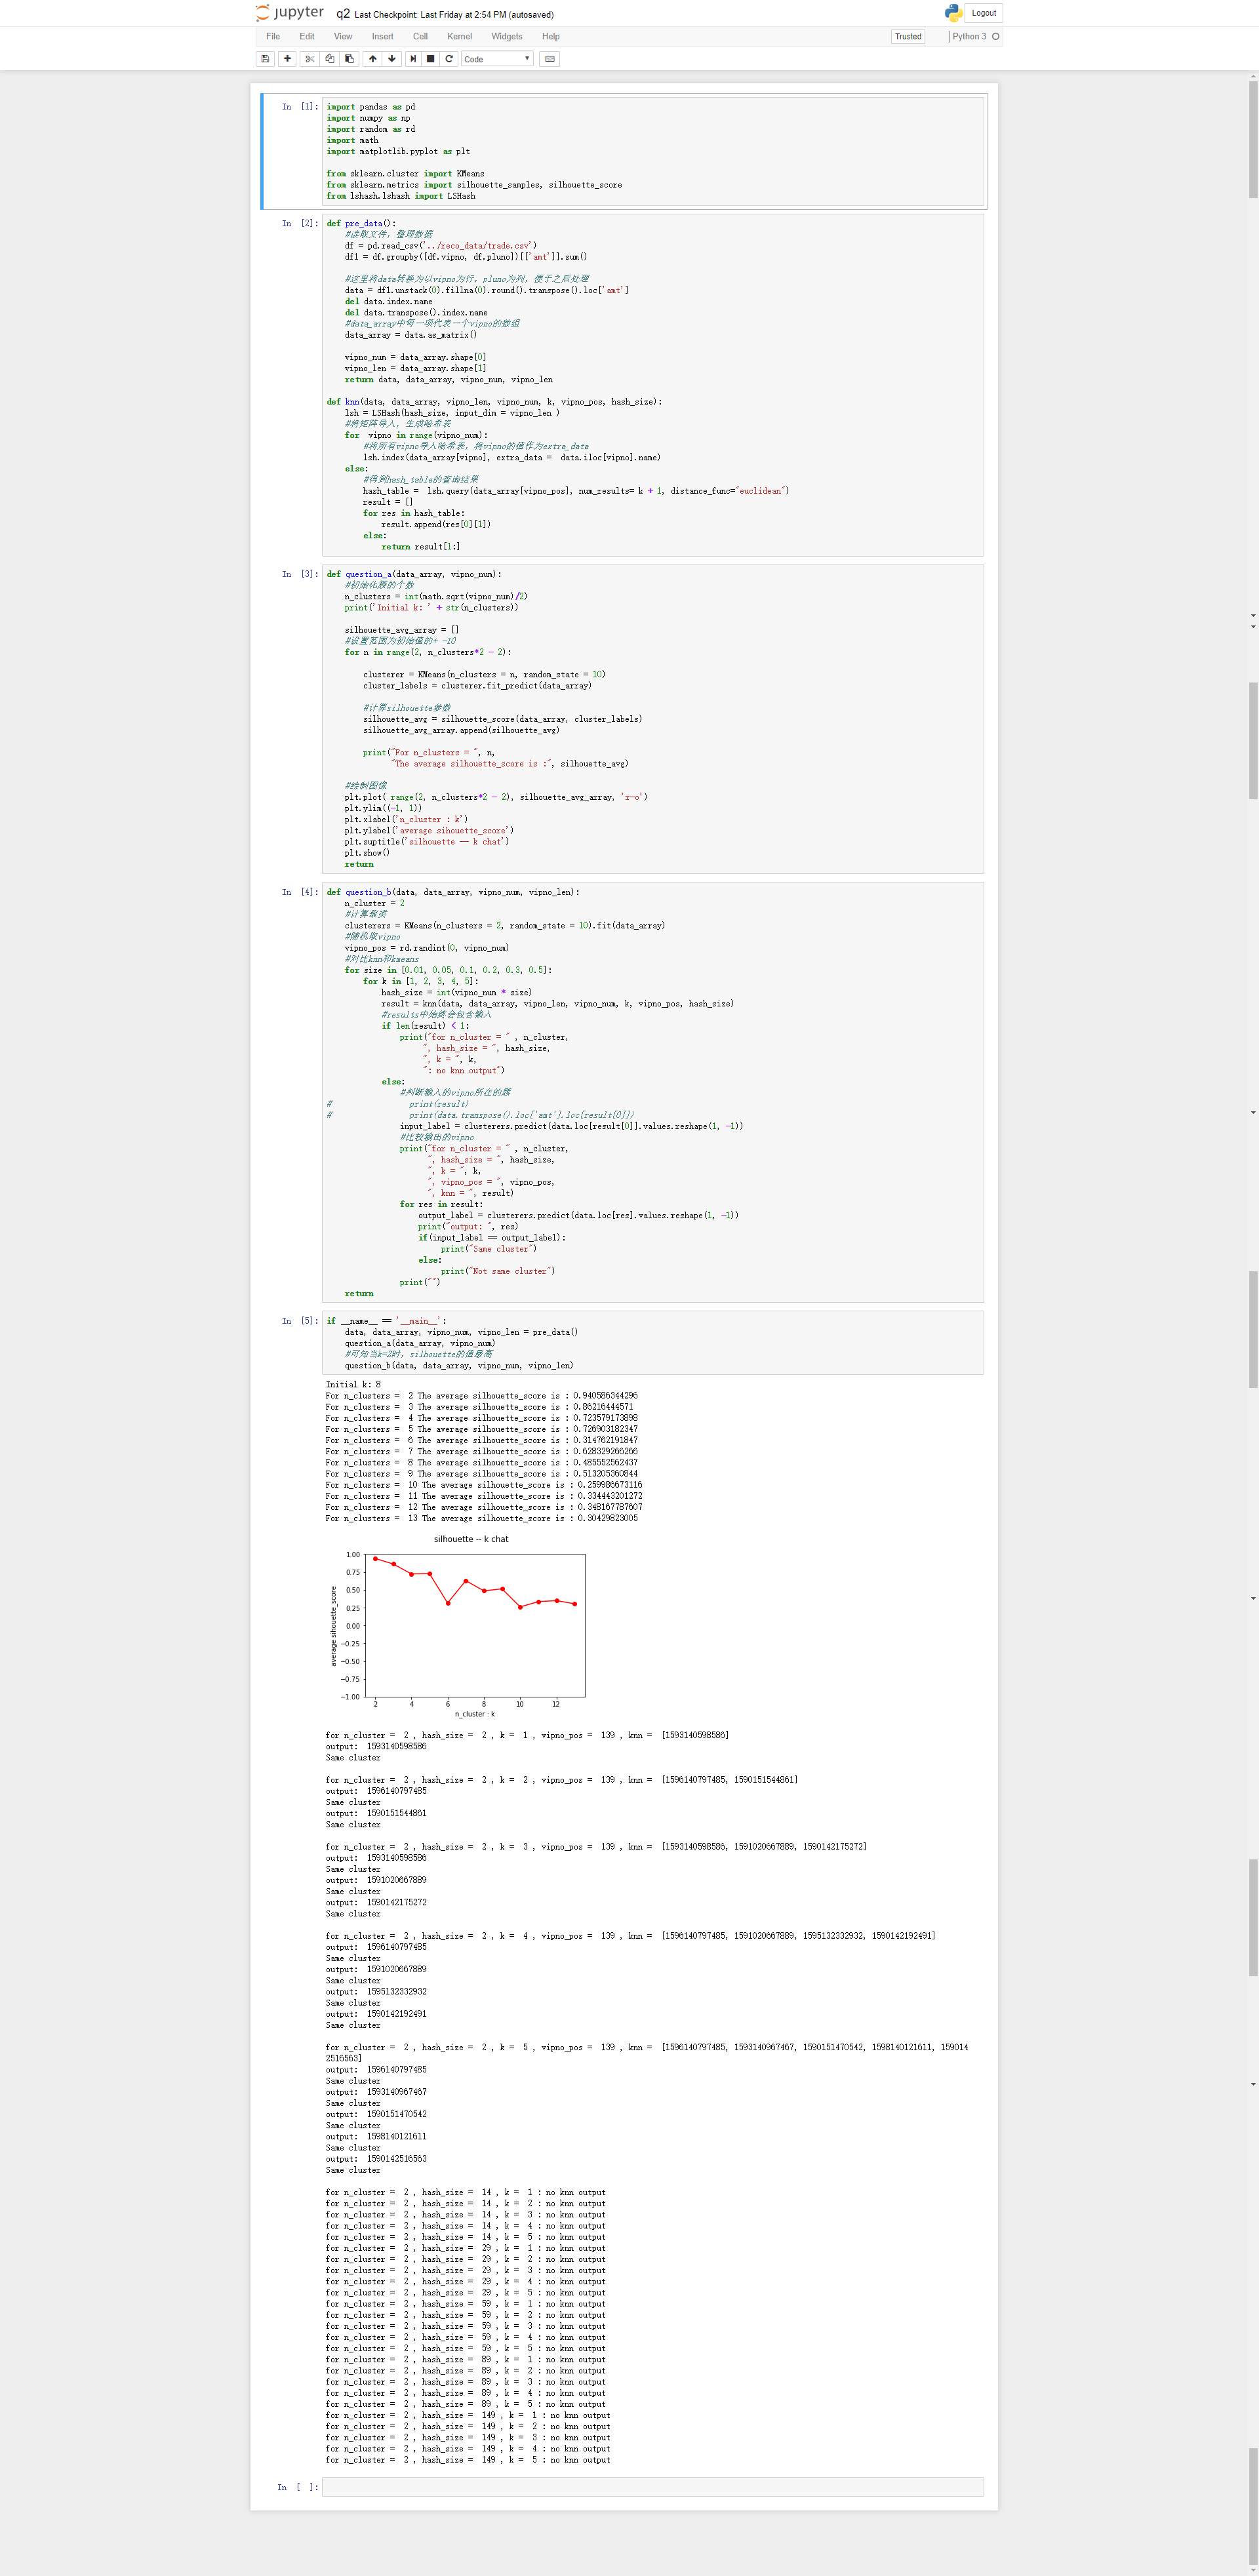 jupyter q2 Last Checkpoint: Last Friday at 2:54 PM (autosaved) Logout
File Edit View Insert Cell Kernel Widgets Help Trusted Python 3
Code
In [1]:
import pandas as pd
import numpy as np
import random as rd
import math
import matplotlib.pyplot as plt
from sklearn.cluster import KMeans
from sklearn.metrics import silhouette_samples, silhouette_score
from lshash.lshash import LSHash
In [2]:
def pre_data():
#读取文件，整理数据
df = pd.read_csv('../reco_data/trade.csv')
df1 = df.groupby([df.vipno, df.pluno])[['amt']].sum()
#这里将data转换为以vipno为行，pluno为列，便于之后处理
data = df1.unstack(0).fillna(0).round().transpose().loc['amt']
del data.index.name
del data.transpose().index.name
#data_array中每一项代表一个vipno的数组
data_array = data.as_matrix()
vipno_num = data_array.shape[0]
vipno_len = data_array.shape[1]
return data, data_array, vipno_num, vipno_len
def knn(data, data_array, vipno_len, vipno_num, k, vipno_pos, hash_size):
lsh = LSHash(hash_size, input_dim = vipno_len )
#将矩阵导入，生成哈希表
for vipno in range(vipno_num):
#将所有vipno导入哈希表，将vipno的值作为extra_data
lsh.index(data_array[vipno], extra_data = data.iloc[vipno].name)
else:
#得到hash_table的查询结果
hash_table = lsh.query(data_array[vipno_pos], num_results= k + 1, distance_func="euclidean")
result = []
for res in hash_table:
result.append(res[0][1])
else:
return result[1:]
In [3]:
def question_a(data_array, vipno_num):
#初始化簇的个数
n_clusters = int(math.sqrt(vipno_num)/2)
print('Initial k: ' + str(n_clusters))
silhouette_avg_array = []
#设置范围为初始值的+ -10
for n in range(2, n_clusters*2 - 2):
clusterer = KMeans(n_clusters = n, random_state = 10)
cluster_labels = clusterer.fit_predict(data_array)
#计算silhouette参数
silhouette_avg = silhouette_score(data_array, cluster_labels)
silhouette_avg_array.append(silhouette_avg)
print("For n_clusters = ", n,
"The average silhouette_score is :", silhouette_avg)
#绘制图像
plt.plot( range(2, n_clusters*2 - 2), silhouette_avg_array, 'r-o')
plt.ylim((-1, 1))
plt.xlabel('n_cluster : k')
plt.ylabel('average sihouette_score')
plt.suptitle('silhouette -- k chat')
plt.show()
return
In [4]:
def question_b(data, data_array, vipno_num, vipno_len):
n_cluster = 2
#计算聚类
clusterers = KMeans(n_clusters = 2, random_state = 10).fit(data_array)
#随机取vipno
vipno_pos = rd.randint(0, vipno_num)
#对比knn和kmeans
for size in [0.01, 0.05, 0.1, 0.2, 0.3, 0.5]:
for k in [1, 2, 3, 4, 5]:
hash_size = int(vipno_num * size)
result = knn(data, data_array, vipno_len, vipno_num, k, vipno_pos, hash_size)
#results中始终会包含输入
if len(result) < 1:
print("for n_cluster = " , n_cluster,
", hash_size = ", hash_size,
", k = ", k,
": no knn output")
else:
#判断输入的vipno所在的簇
# print(result)
# print(data.transpose().loc['amt'].loc[result[0]])
input_label = clusterers.predict(data.loc[result[0]].values.reshape(1, -1))
#比较输出的vipno
print("for n_cluster = " , n_cluster,
", hash_size = ", hash_size,
", k = ", k,
", vipno_pos = ", vipno_pos,
", knn = ", result)
for res in result:
output_label = clusterers.predict(data.loc[res].values.reshape(1, -1))
print("output: ", res)
if(input_label == output_label):
print("Same cluster")
else:
print("Not same cluster")
print("")
return
In [5]:
if __name__ == '__main__':
data, data_array, vipno_num, vipno_len = pre_data()
question_a(data_array, vipno_num)
#可知当k=2时，silhouette的值最高
question_b(data, data_array, vipno_num, vipno_len)
Initial k: 8
For n_clusters = 2 The average silhouette_score is : 0.940586344296
For n_clusters = 3 The average silhouette_score is : 0.86216444571
For n_clusters = 4 The average silhouette_score is : 0.723579173898
For n_clusters = 5 The average silhouette_score is : 0.726903182347
For n_clusters = 6 The average silhouette_score is : 0.314762191847
For n_clusters = 7 The average silhouette_score is : 0.628329266266
For n_clusters = 8 The average silhouette_score is : 0.485552562437
For n_clusters = 9 The average silhouette_score is : 0.513205360844
For n_clusters = 10 The average silhouette_score is : 0.259986673116
For n_clusters = 11 The average silhouette_score is : 0.334443201272
For n_clusters = 12 The average silhouette_score is : 0.348167787607
For n_clusters = 13 The average silhouette_score is : 0.30429823005
silhouette -- k chat
average sihouette_score
1.00
0.75
0.50
0.25
0.00
−0.25
−0.50
−0.75
−1.00
2 4 6 8 10 12
n_cluster : k
for n_cluster = 2 , hash_size = 2 , k = 1 , vipno_pos = 139 , knn = [1593140598586]
output: 1593140598586
Same cluster
for n_cluster = 2 , hash_size = 2 , k = 2 , vipno_pos = 139 , knn = [1596140797485, 1590151544861]
output: 1596140797485
Same cluster
output: 1590151544861
Same cluster
for n_cluster = 2 , hash_size = 2 , k = 3 , vipno_pos = 139 , knn = [1593140598586, 1591020667889, 1590142175272]
output: 1593140598586
Same cluster
output: 1591020667889
Same cluster
output: 1590142175272
Same cluster
for n_cluster = 2 , hash_size = 2 , k = 4 , vipno_pos = 139 , knn = [1596140797485, 1591020667889, 1595132332932, 1590142192491]
output: 1596140797485
Same cluster
output: 1591020667889
Same cluster
output: 1595132332932
Same cluster
output: 1590142192491
Same cluster
for n_cluster = 2 , hash_size = 2 , k = 5 , vipno_pos = 139 , knn = [1596140797485, 1593140967467, 1590151470542, 1598140121611, 159014
2516563]
output: 1596140797485
Same cluster
output: 1593140967467
Same cluster
output: 1590151470542
Same cluster
output: 1598140121611
Same cluster
output: 1590142516563
Same cluster
for n_cluster = 2 , hash_size = 14 , k = 1 : no knn output
for n_cluster = 2 , hash_size = 14 , k = 2 : no knn output
for n_cluster = 2 , hash_size = 14 , k = 3 : no knn output
for n_cluster = 2 , hash_size = 14 , k = 4 : no knn output
for n_cluster = 2 , hash_size = 14 , k = 5 : no knn output
for n_cluster = 2 , hash_size = 29 , k = 1 : no knn output
for n_cluster = 2 , hash_size = 29 , k = 2 : no knn output
for n_cluster = 2 , hash_size = 29 , k = 3 : no knn output
for n_cluster = 2 , hash_size = 29 , k = 4 : no knn output
for n_cluster = 2 , hash_size = 29 , k = 5 : no knn output
for n_cluster = 2 , hash_size = 59 , k = 1 : no knn output
for n_cluster = 2 , hash_size = 59 , k = 2 : no knn output
for n_cluster = 2 , hash_size = 59 , k = 3 : no knn output
for n_cluster = 2 , hash_size = 59 , k = 4 : no knn output
for n_cluster = 2 , hash_size = 59 , k = 5 : no knn output
for n_cluster = 2 , hash_size = 89 , k = 1 : no knn output
for n_cluster = 2 , hash_size = 89 , k = 2 : no knn output
for n_cluster = 2 , hash_size = 89 , k = 3 : no knn output
for n_cluster = 2 , hash_size = 89 , k = 4 : no knn output
for n_cluster = 2 , hash_size = 89 , k = 5 : no knn output
for n_cluster = 2 , hash_size = 149 , k = 1 : no knn output
for n_cluster = 2 , hash_size = 149 , k = 2 : no knn output
for n_cluster = 2 , hash_size = 149 , k = 3 : no knn output
for n_cluster = 2 , hash_size = 149 , k = 4 : no knn output
for n_cluster = 2 , hash_size = 149 , k = 5 : no knn output
In [ ]: